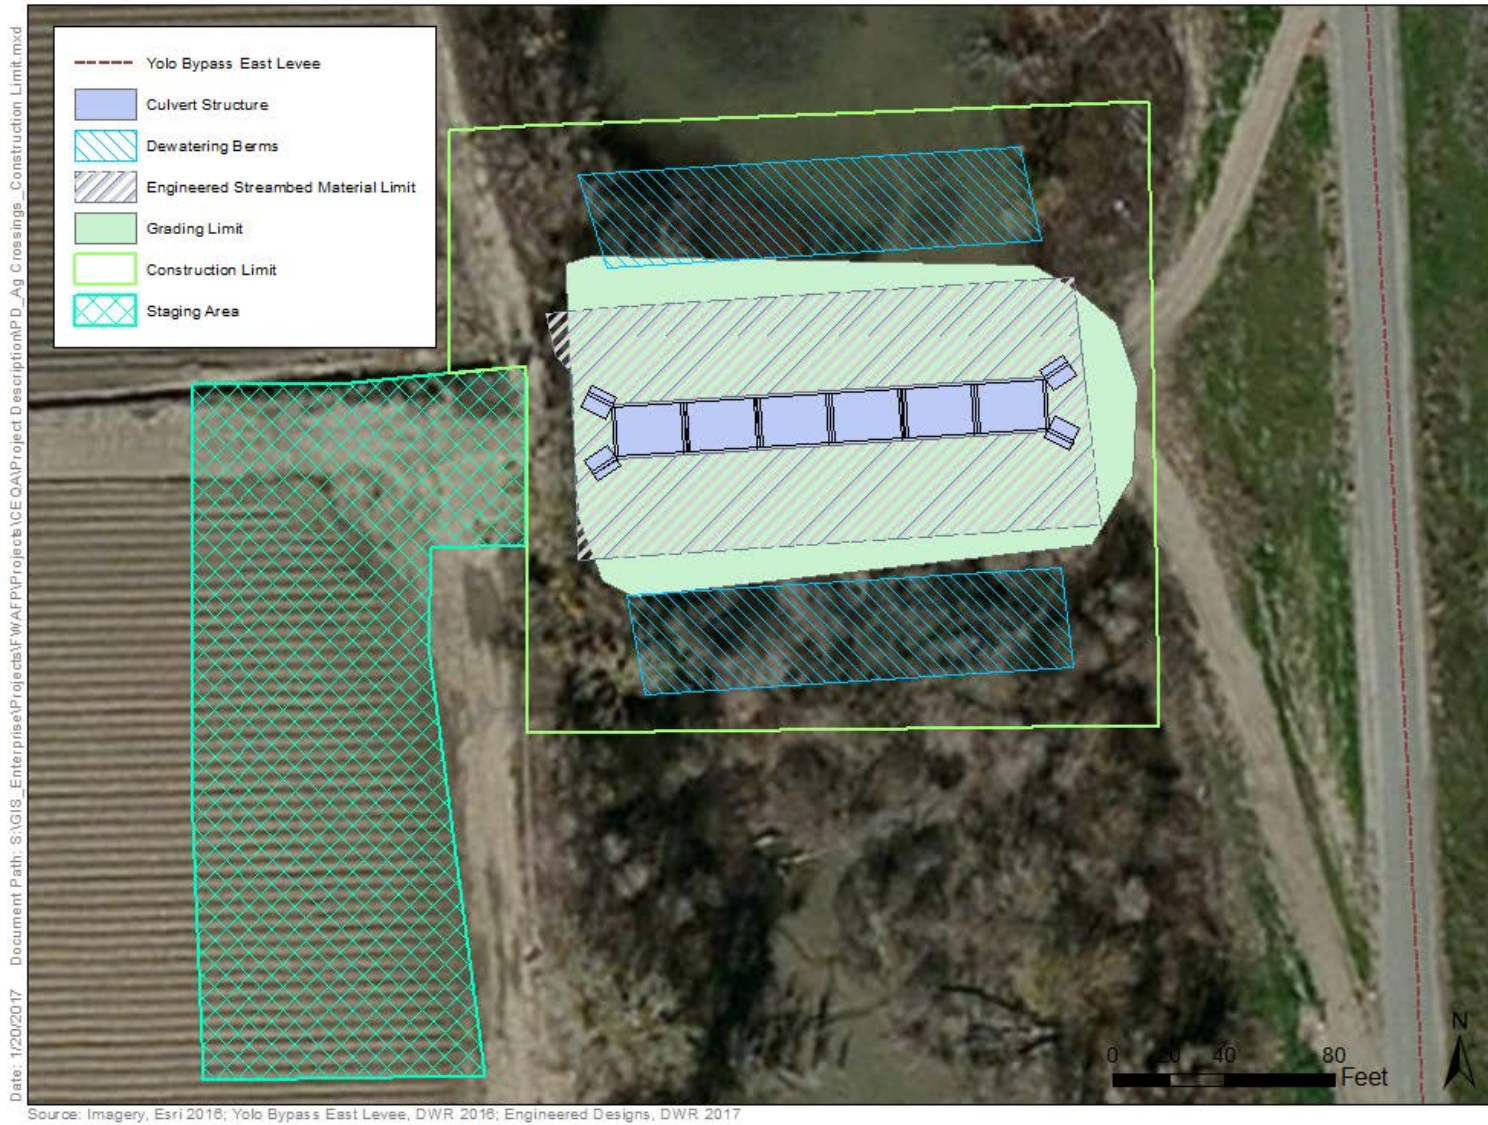 Yolo Bypass East Levee
Culvert Structure
Dewatering Berms
Engineered Streambed Material Limit
Grading Limit
Construction Limit
Staging Area
Date: 1/20/2017 Document Path: S:\GIS_Enterprise\Projects\FWAFP\Projects\CEQA\Project Description\PD_Ag Crossings_Construction Limit.mxd
N
0 20 40 80
Feet
Source: Imagery, Esri 2016; Yolo Bypass East Levee, DWR 2016; Engineered Designs, DWR 2017